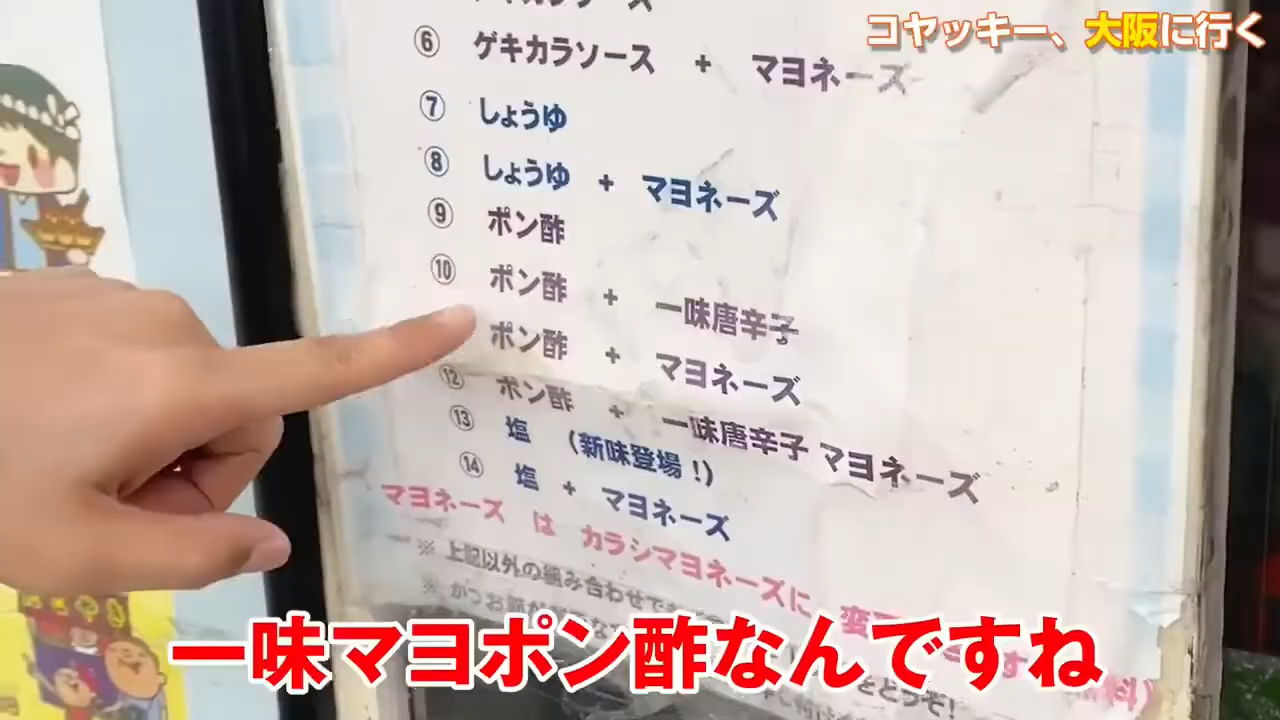 コヤッキー、大阪に行く
⑥ ゲキカラソース + マヨネーズ
⑦ しょうゆ
⑧ しょうゆ + マヨネーズ
⑨ ポン酢
⑩ ポン酢 + 一味唐辛子
ポン酢 + マヨネーズ
⑫ ポン酢 + 一味唐辛子 マヨネーズ
⑬ 塩 (新味登場!)
⑭ 塩 + マヨネーズ
マヨネーズ は カラシマヨネーズに 変
※ 上記以外の組み合わせで
※ かつお
一味マヨポン酢なんですね